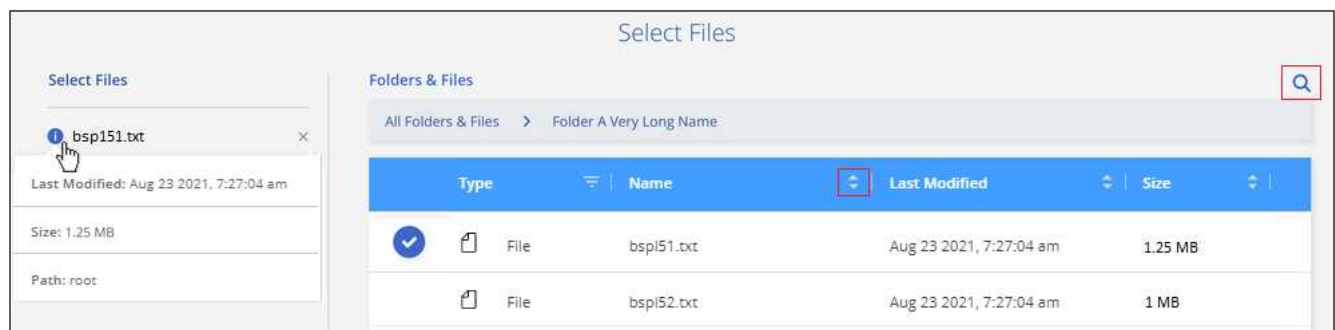 Select Files
Select Files
bsp151.txt
Last Modified: Aug 23 2021, 7:27:04 am
Size: 1.25 MB
Path: root
Folders & Files
All Folders & Files > Folder A Very Long Name
Type Name Last Modified Size
File bspl51.txt Aug 23 2021, 7:27:04 am 1.25 MB
File bspl52.txt Aug 23 2021, 7:27:04 am 1 MB